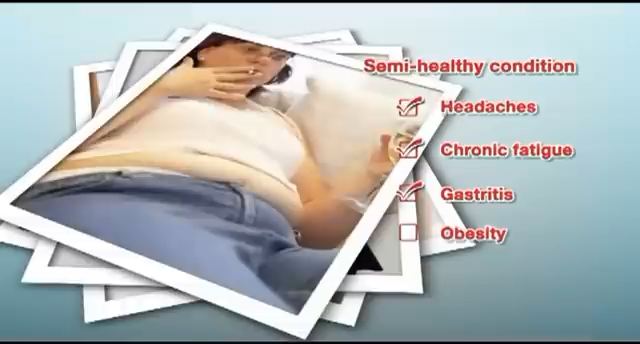 Semi-healthy condition
Headaches
Chronic fatigue
Gastritis
Obesity